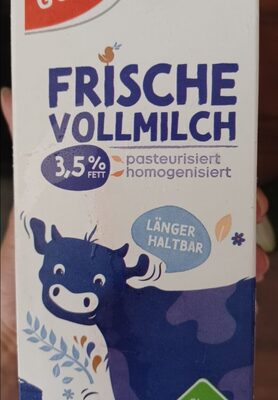 FRISCHE
VOLLMILCH
3,5%
FETT
pasteurisiert
homogenisiert
LÄNGER
HALTBAR